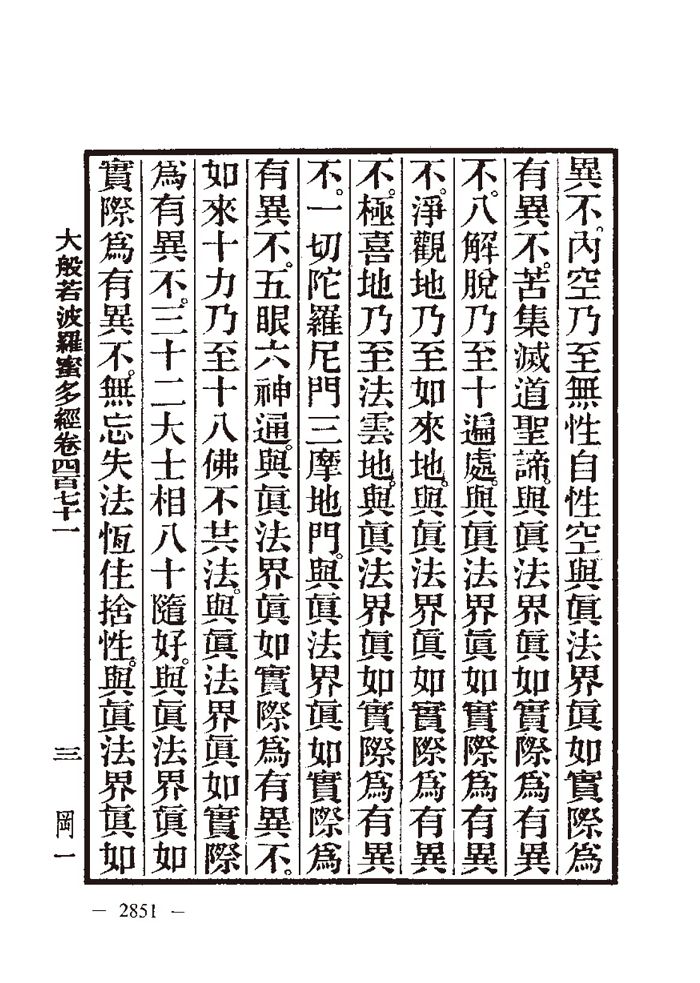 異不。內空乃至無性自性空與眞法界眞如實際爲
有異不。苦集滅道聖諦。與眞法界眞如實際爲有異
不。八解脫乃至十遍處。與眞法界眞如實際爲有異
不。淨觀地乃至如來地。與眞法界眞如實際爲有異
不。極喜地乃至法雲地。與眞法界眞如實際爲有異
不。一切陀羅尼門三摩地門。與眞法界眞如實際爲
有異不。五眼六神通。與眞法界眞如實際爲有異不。
如來十力乃至十八佛不共法。與眞法界眞如實際
爲有異不。三十二大士相八十隨好。與眞法界眞如
實際爲有異不。無忘失法恆住捨性。與眞法界眞如
大般若波羅蜜多經卷四百七十一 三 岡一
— 2851 —